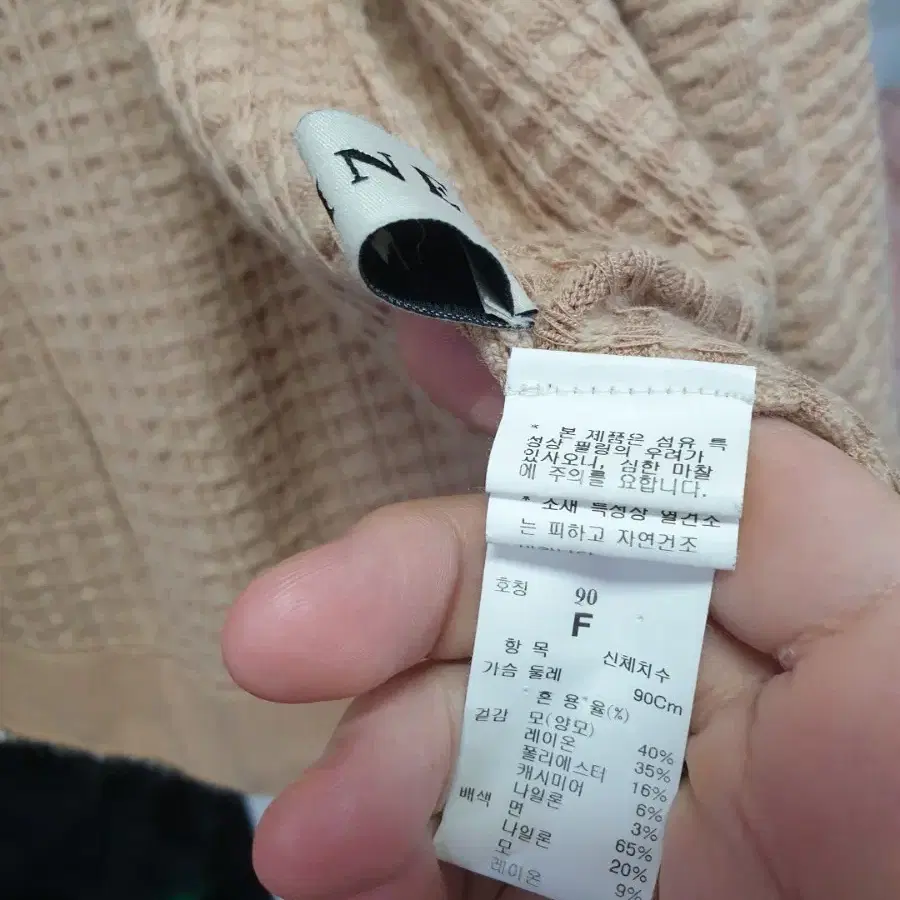 N E
* 본 제품은 섬유 특
성상 필링의 우려가
있사오니, 심한 마찰
에 주의를 요합니다.
* 소새 특성상 열건소
는 피하고 자연건조
호칭 90
F
항 목 신체치수
가슴 둘레 90Cm
혼 용 율(%)
겉감 모(양모) 40%
레이온 35%
폴리에스터 16%
캐시미어 6%
나일론 3%
배색 면 65%
나일론 20%
모 9%
레이온